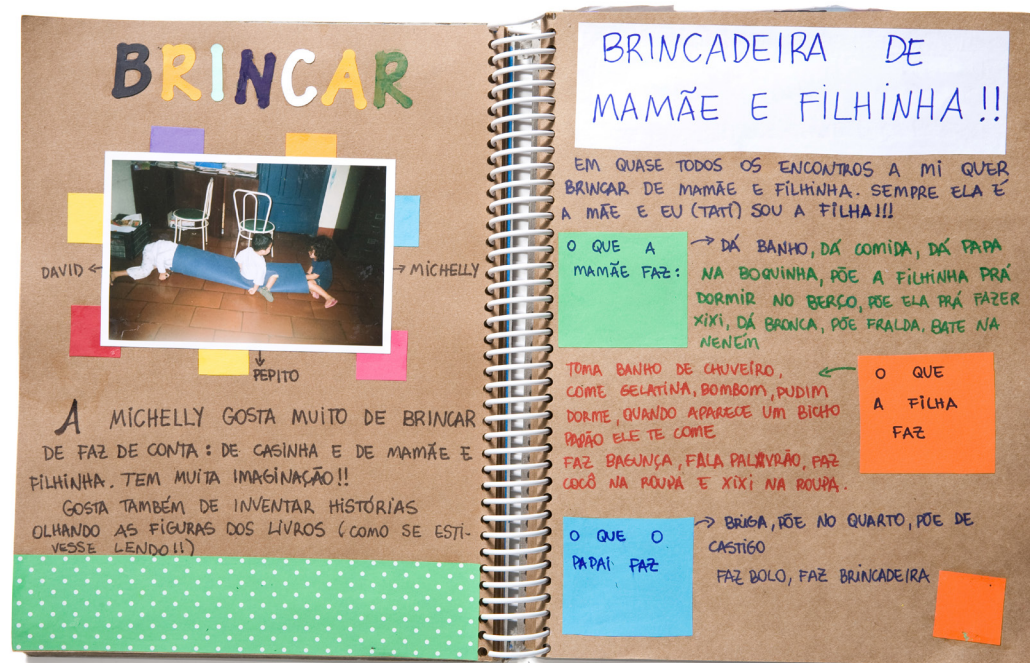 BRINCAR
DAVID
MiCHELLY
PEPITO
A MICHELLY GOSTA MUITO DE BRINCAR
DE FAZ DE CONTA : DE CASINHA E DE MAMÃE E
FILHINHA. TEM MUITA IMAGINAÇÃO!!
GOSTA TAMBÉM DE INVENTAR HISTÓRIAS
OLHANDO AS FIGURAS DOS LIVROS (COMO SE ESTI-
VESSE LENDO!!)
BRINCADEIRA DE
MAMÃE E FILHINHA !!
EM QUASE TODOS OS ENCONTROS A MI QUER
BRINCAR DE MAMÃE E FILHINHA. SEMPRE ELA É
A MÃE E EU (TATÍ) SOU A FILHA!!!
O QUE A
MAMÃE FAZ:
DÁ BANHO, DÁ COMIDA, DÁ PAPA
NA BOQUINHA, PÕE A FILHINHA PRÁ
DORMIR NO BERÇO, PÕE ELA PRÁ FAZER
XIXI, DÁ BRONCA, PÕE FRALDA, BATE NA
NENÉM
TOMA BANHO DE CHUVEIRO,
COME GELATINA, BOMBOM, PUDIM
DORME, QUANDO APARECE UM BICHO
PAPÃO ELE TE COME
FAZ BAGUNÇA, FALA PALAVRÃO, FAZ
COCÔ NA ROUPA E XIXI NA ROUPA.
O QUE
A FILHA
FAZ
O QUE O
PAPAI FAZ
BRIGA, PÕE NO QUARTO, PÕE DE
CASTIGO
FAZ BOLO, FAZ BRINCADEIRA